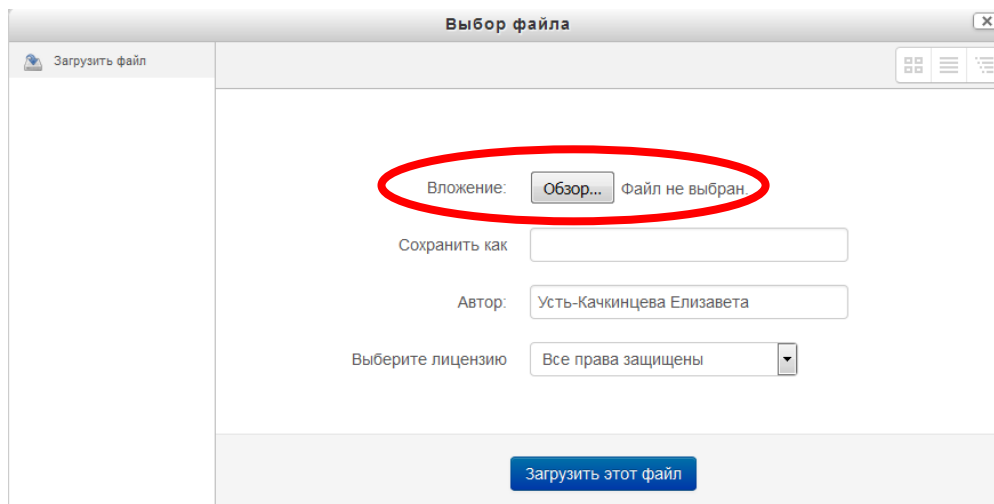 Выбор файла
Загрузить файл
Вложение: Обзор... Файл не выбран.
Сохранить как
Автор: Усть-Качкинцева Елизавета
Выберите лицензию Все права защищены
Загрузить этот файл